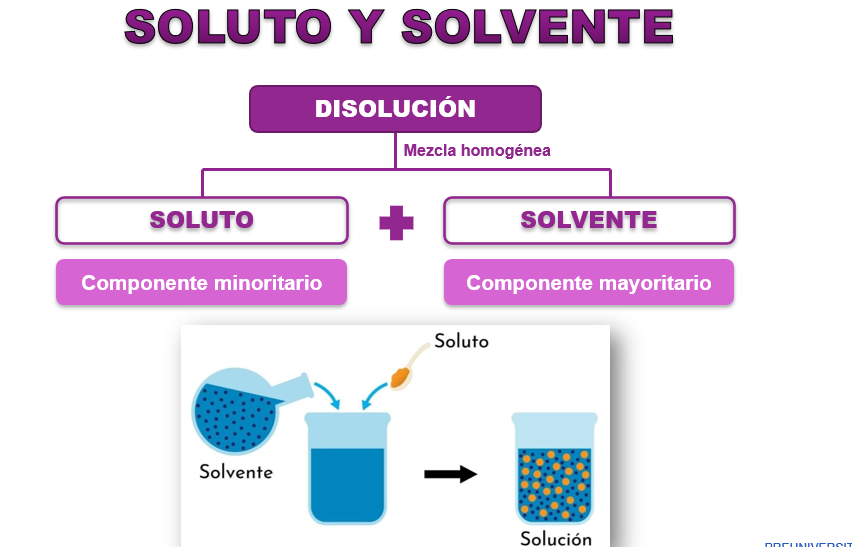 SOLUTO Y SOLVENTE
DISOLUCIÓN
Mezcla homogénea
SOLUTO
SOLVENTE
Componente minoritario
Componente mayoritario
Soluto
Solvente
Solución